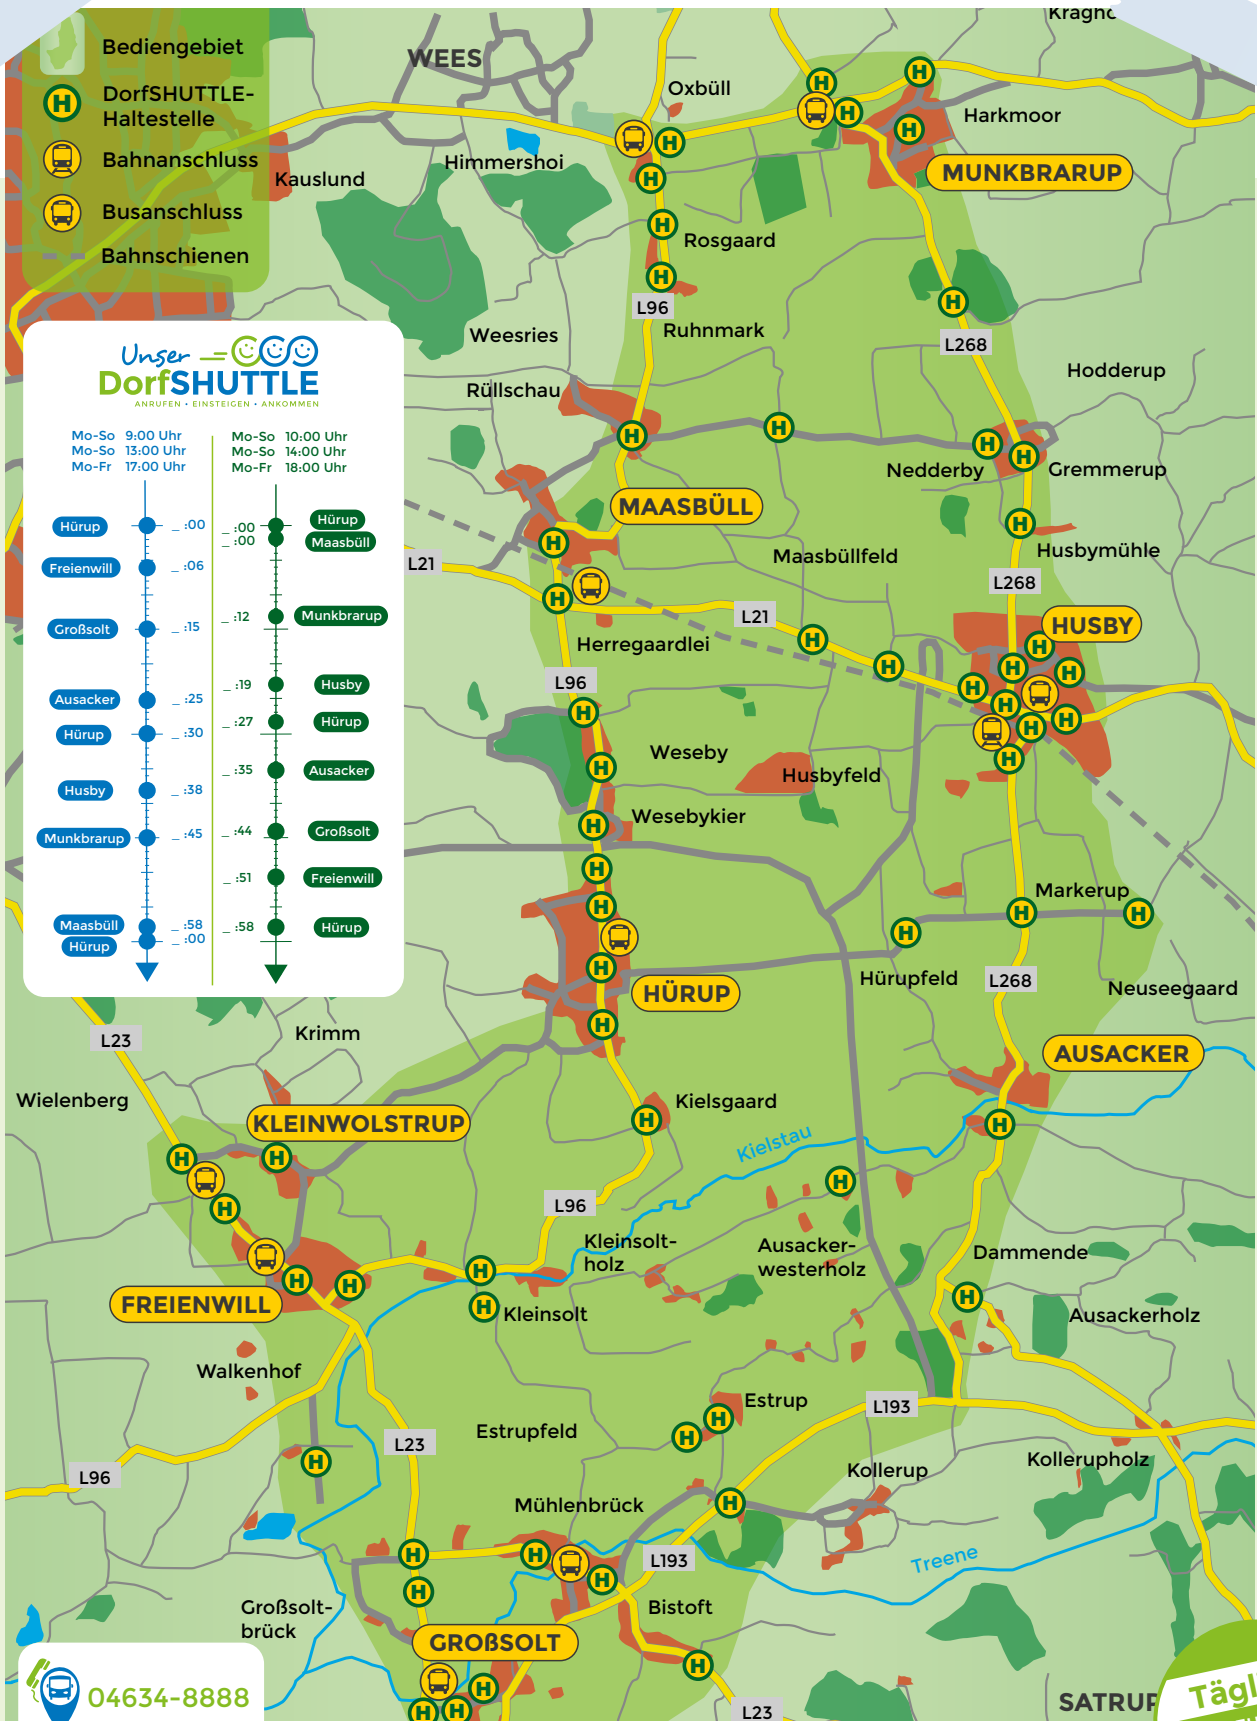 Bediengebiet
H DorfSHUTTLE-
Haltestelle
Bahnanschluss
Busanschluss
Bahnschienen
WEES
Oxbüll
Harkmoor
MUNKBRARUP
Himmershoi
Kauslund
Rosgaard
L96
Ruhnmark
Weesries
L268
Hodderup
Rüllschau
Nedderby
Gremmerup
MAASBÜLL
Maasbüllfeld
Husbymühle
L21
L268
L21
HUSBY
Herregaardlei
L96
Weseby
Husbyfeld
Wesebykier
Markerup
Hürupfeld
L268
Neuseegaard
HÜRUP
AUSACKER
Unser
DorfSHUTTLE
ANRUFEN • EINSTEIGEN • ANKOMMEN
Mo-So 9:00 Uhr
Mo-So 13:00 Uhr
Mo-Fr 17:00 Uhr
Hürup _ :00
Freienwill _ :06
Großsolt _ :15
Ausacker _ :25
Hürup _ :30
Husby _ :38
Munkbrarup _ :45
Maasbüll _ :58
Hürup _ :00
Mo-So 10:00 Uhr
Mo-So 14:00 Uhr
Mo-Fr 18:00 Uhr
_ :00 Hürup
_ :00 Maasbüll
_ :12 Munkbrarup
_ :19 Husby
_ :27 Hürup
_ :35 Ausacker
_ :44 Großsolt
_ :51 Freienwill
_ :58 Hürup
L23
Krimm
Wielenberg
KLEINWOLSTRUP
Kielsgaard
Kielstau
L96
Kleinsolt-
holz
Ausacker-
westerholz
Dammende
Ausackerholz
FREIENWILL
Kleinsolt
Walkenhof
Estrup
L193
Estrupfeld
L23
Kollerupholz
L96
Kollerup
Mühlenbrück
L193
Treene
Großsolt-
brück
Bistoft
GROßSOLT
04634-8888
L23
SATRUP
Tägl